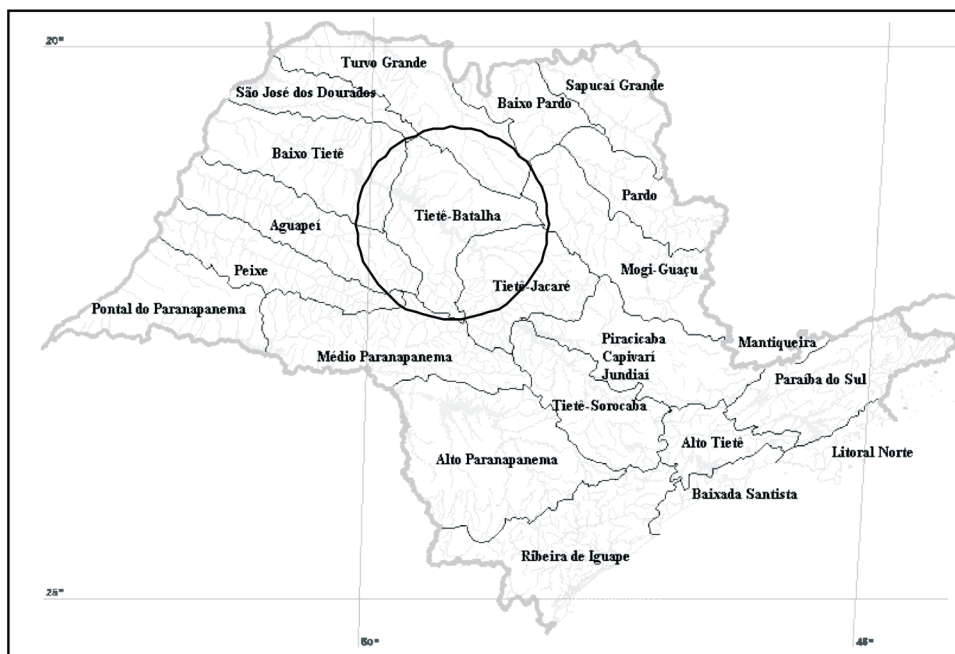 20°
Turvo Grande
Sapucaí Grande
São José dos Dourados
Baixo Pardo
Baixo Tietê
Pardo
Tietê-Batalha
Aguapeí
Mogi-Guaçu
Peixe
Tietê-Jacaré
Pontal do Paranapanema
Piracicaba
Capivarí
Jundiaí
Mantiqueira
Médio Paranapanema
Paraíba do Sul
Tietê-Sorocaba
Alto Tietê
Litoral Norte
Alto Paranapanema
Baixada Santista
Ribeira de Iguape
25°
50°
45°